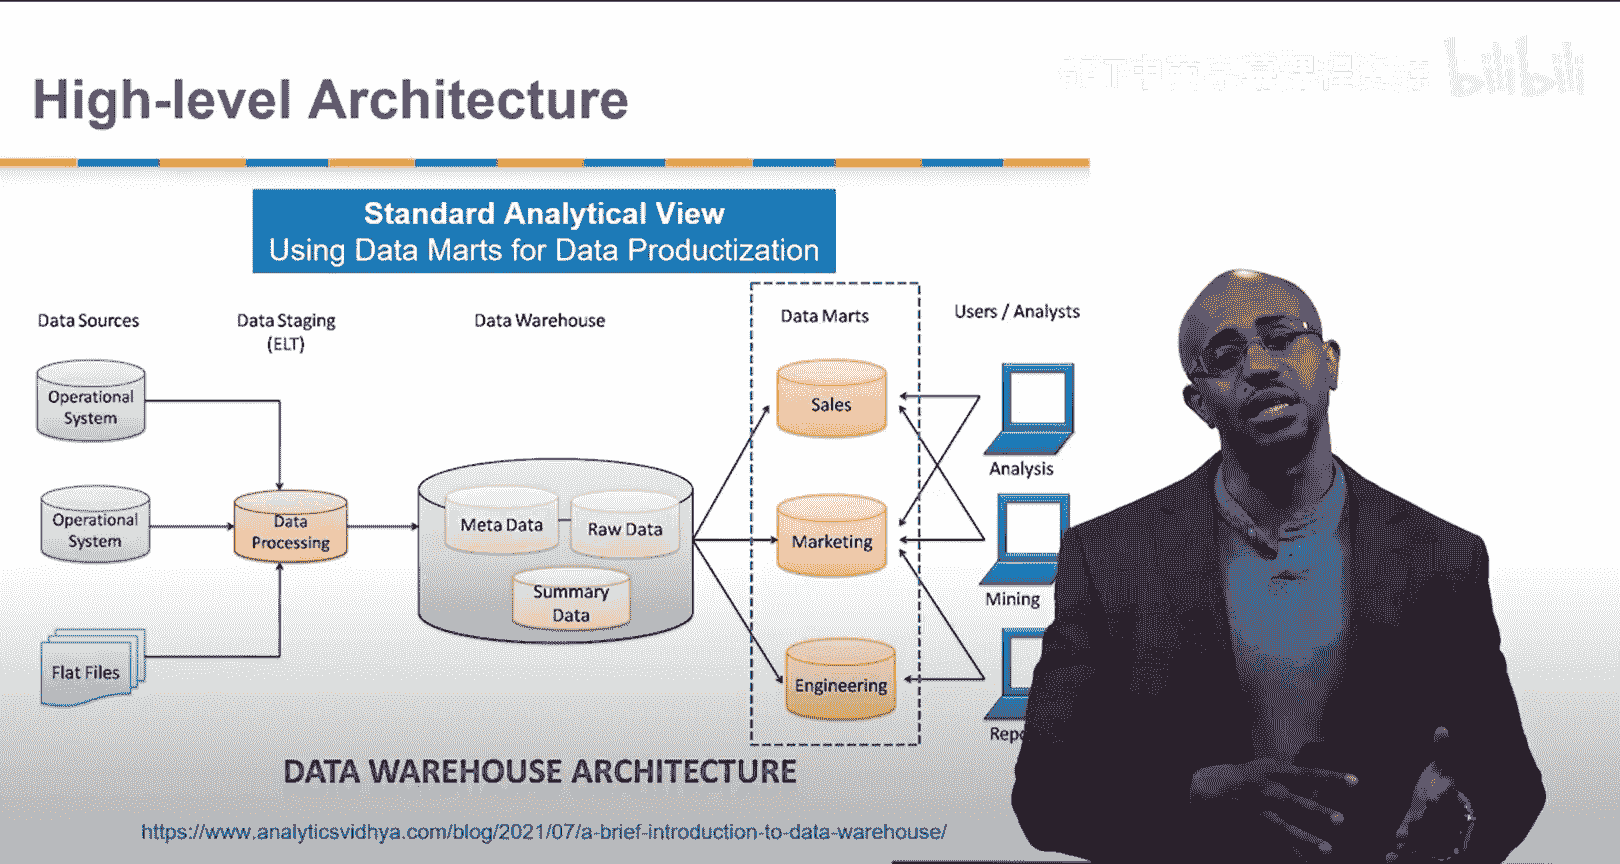 bilibili
High-level Architecture
Standard Analytical View
Using Data Marts for Data Productization
Data Sources
Data Staging
(ELT)
Data Warehouse
Data Marts
Users / Analysts
Operational
System
Operational
System
Flat Files
Data
Processing
Meta Data
Raw Data
Summary
Data
Sales
Marketing
Engineering
Analysis
Mining
DATA WAREHOUSE ARCHITECTURE
https://www.analyticsvidhya.com/blog/2021/07/a-brief-introduction-to-data-warehouse/